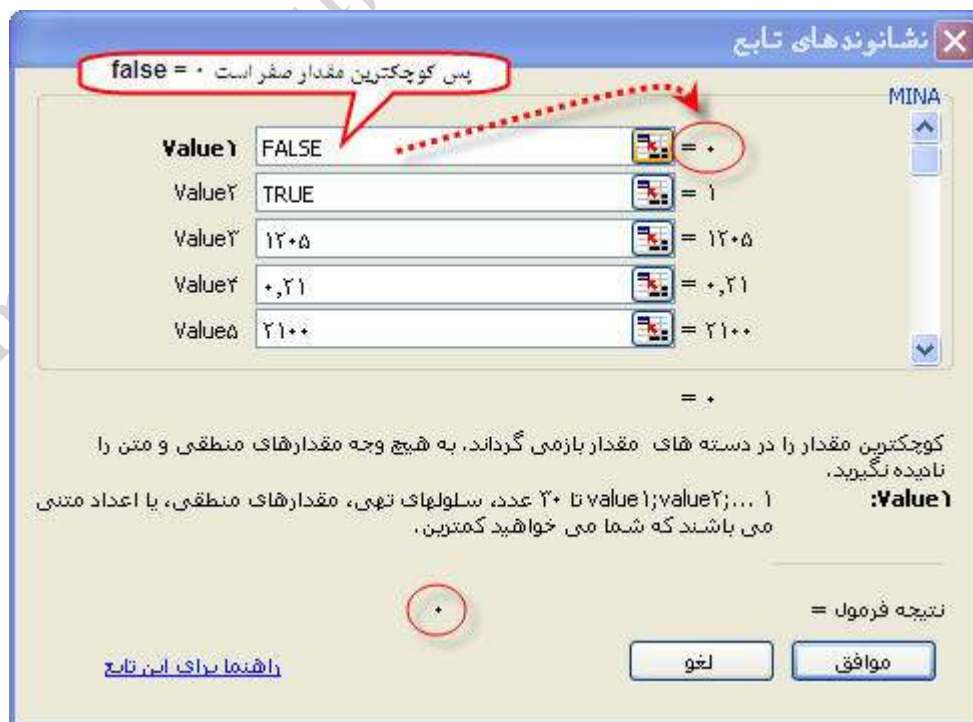 نشانوندهای تابع
پس کوچکترین مقدار صفر است ۰ = false
MINA
Value۱ FALSE = ۰
Value۲ TRUE = ۱
Value۳ ۱۲۰۵ = ۱۲۰۵
Value۴ ۰,۲۱ = ۰,۲۱
Value۵ ۲۱۰۰ = ۲۱۰۰
= ۰
کوچکترین مقدار را در دسته های مقدار بازمی گرداند. به هیچ وجه مقدارهای منطقی و متن را
نادیده نگیرید.
Value۱: value۱;value۲;... ۱ تا ۳۰ عدد، سلولهای تهی، مقدارهای منطقی، یا اعداد متنی
می باشند که شما می خواهید کمترین.
نتیجه فرمول = ۰
راهنما برای این تابع
لغو
موافق